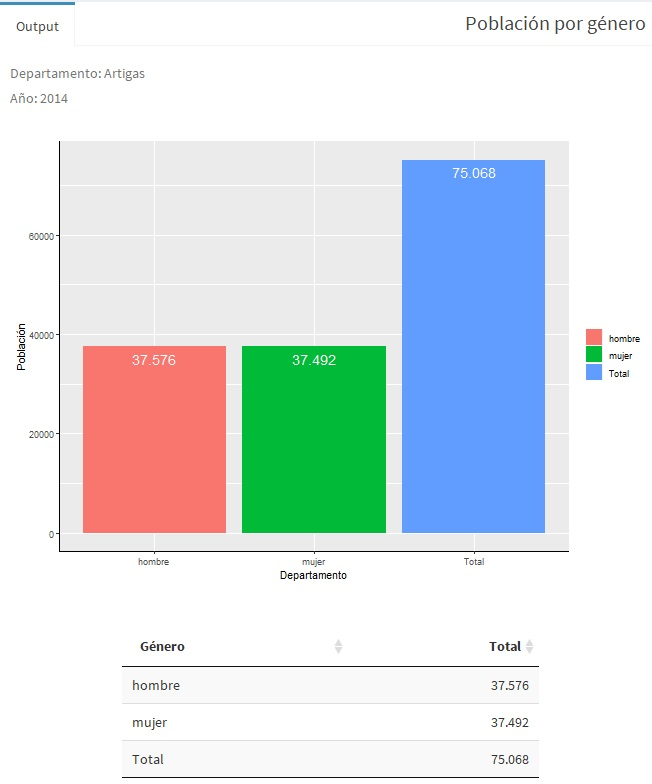 Output
Población por género
Departamento: Artigas
Año: 2014
75.068
60000
37.576
37.492
40000
Población
20000
0
hombre
mujer
Total
Departamento
hombre
mujer
Total
Género Total
hombre 37.576
mujer 37.492
Total 75.068